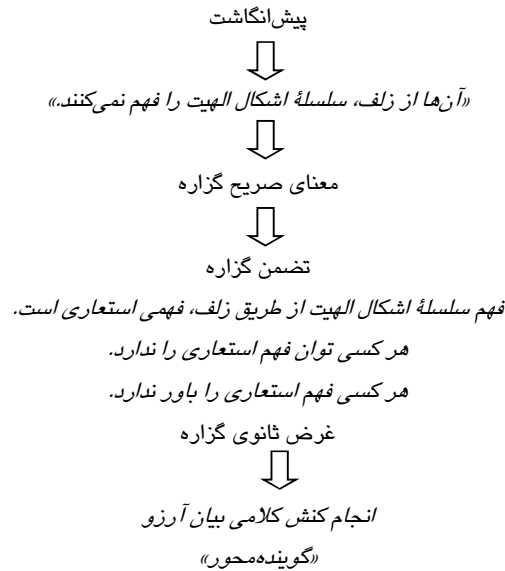 پیش‌انگاشت
«آن‌ها از زلف، سلسلۀ اشکال الهیت را فهم نمی‌کنند.»
معنای صریح گزاره
تضمن گزاره
فهم سلسلۀ اشکال الهیت از طریق زلف، فهمی استعاری است.
هر کسی توان فهم استعاری را ندارد.
هر کسی فهم استعاری را باور ندارد.
غرض ثانوی گزاره
انجام کنش کلامی بیان آرزو
«گوینده‌محور»